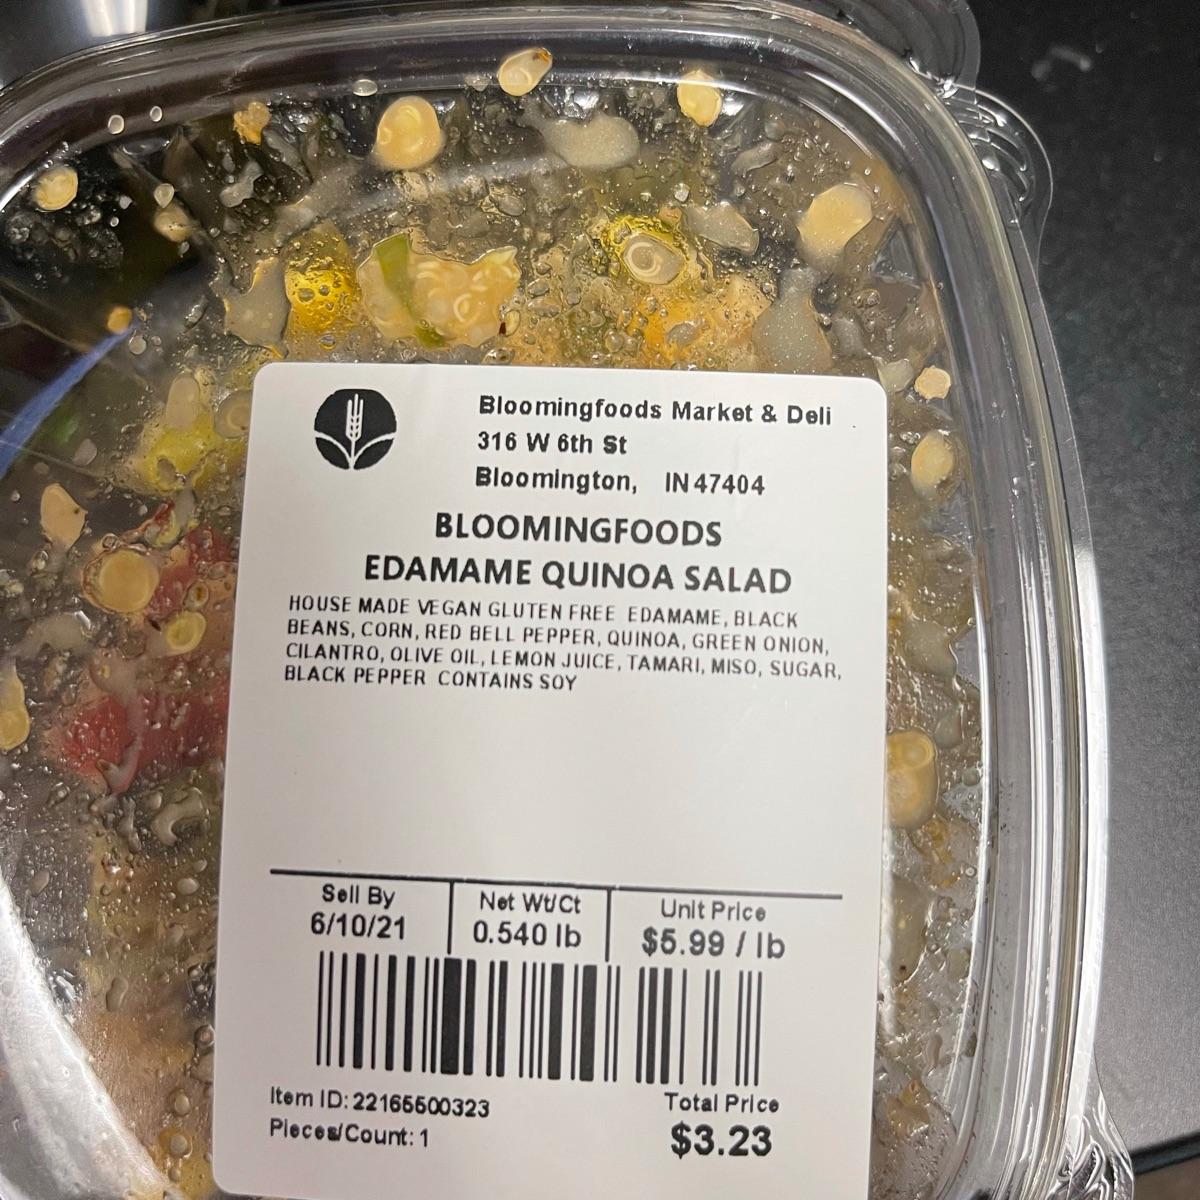 Bloomingfoods Market & Deli
316 W 6th St
Bloomington, IN 47404
BLOOMINGFOODS
EDAMAME QUINOA SALAD
HOUSE MADE VEGAN GLUTEN FREE EDAMAME, BLACK
BEANS, CORN, RED BELL PEPPER, QUINOA, GREEN ONION,
CILANTRO, OLIVE OIL, LEMON JUICE, TAMARI, MISO, SUGAR,
BLACK PEPPER CONTAINS SOY
Sell By Net Wt/Ct Unit Price
6/10/21 0.540 lb $5.99 / lb
Item ID: 22165500323 Total Price
Pieces/Count: 1 $3.23